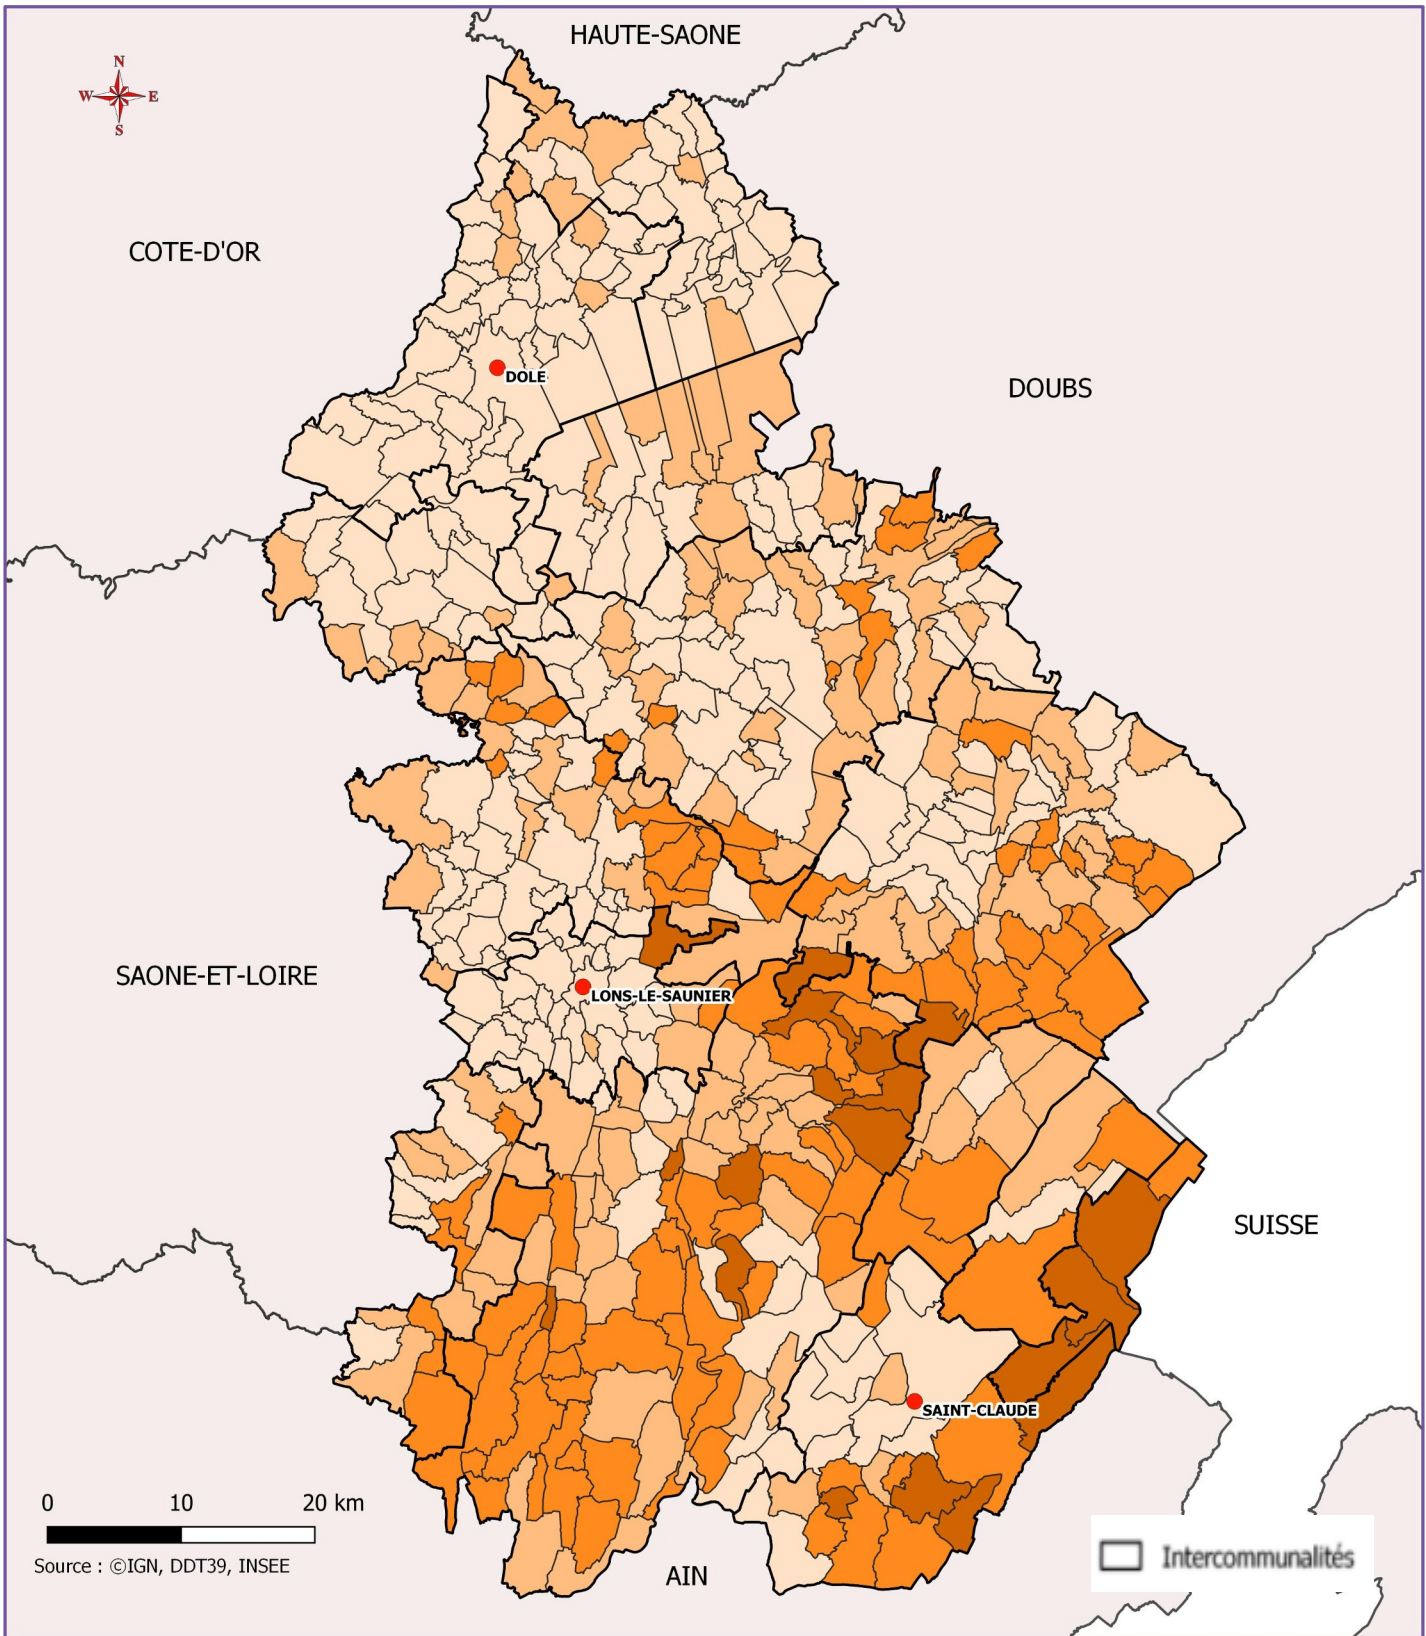 HAUTE-SAONE
N
W E
S
COTE-D'OR
DOLE
DOUBS
SAONE-ET-LOIRE
LONS-LE-SAUNIER
SUISSE
SAINT-CLAUDE
0 10 20 km
Source : ©IGN, DDT39, INSEE
AIN
Intercommunalités